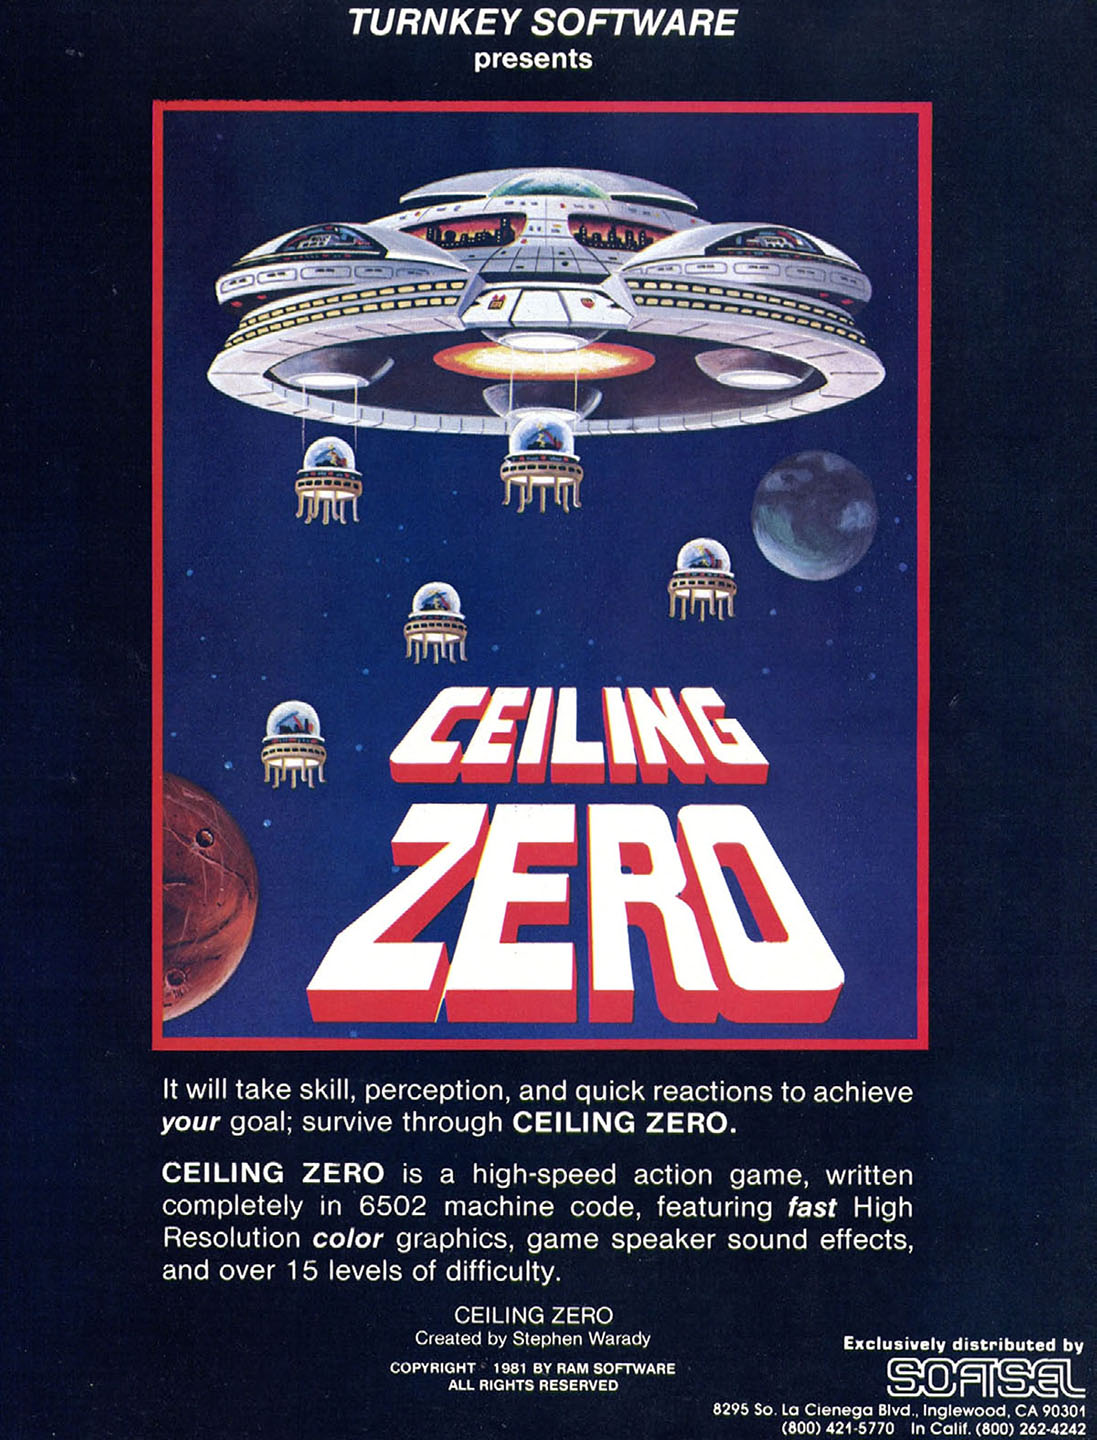 TURNKEY SOFTWARE
presents
CEILING
ZERO
It will take skill, perception, and quick reactions to achieve
your goal; survive through CEILING ZERO.
CEILING ZERO is a high-speed action game, written
completely in 6502 machine code, featuring fast High
Resolution color graphics, game speaker sound effects,
and over 15 levels of difficulty.
CEILING ZERO
Created by Stephen Warady
COPYRIGHT 1981 BY RAM SOFTWARE
ALL RIGHTS RESERVED
Exclusively distributed by
SOFTSEL
8295 So. La Cienega Blvd., Inglewood, CA 90301
(800) 421-5770 In Calif. (800) 262-4242